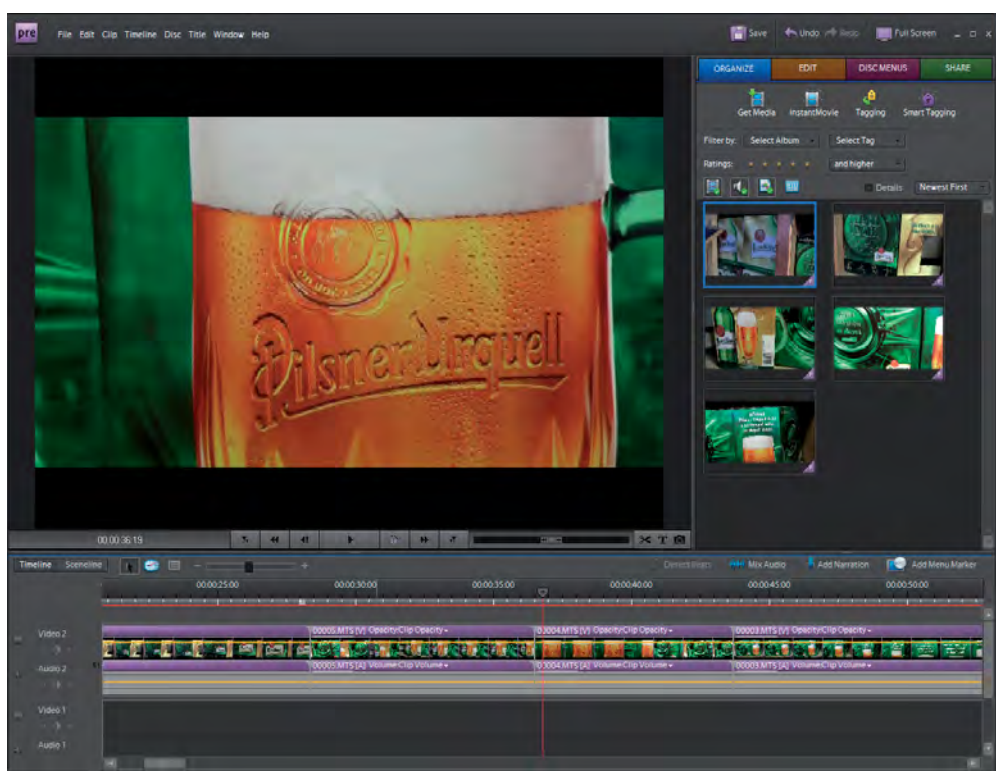 pre File Edit Clip Timeline Disc Title Window Help
Save Undo Redo Full Screen
ORGANIZE EDIT DISC MENUS SHARE
Get Media InstantMovie Tagging Smart Tagging
Filter by: Select Album Select Tag
Ratings: and higher
Details Newest First
Pilsner Urquell
00:00:36:19
Timeline Sceneline
Detect Beats Mix Audio Add Narration Add Menu Marker
00:00:25:00 00:00:30:00 00:00:35:00 00:00:40:00 00:00:45:00 00:00:50:00
Video 2
00005.MTS [V] Opacity:Clip Opacity 00004.MTS [V] Opacity:Clip Opacity 00003.MTS [V] Opacity:Clip Opacity
Audio 2
00005.MTS [A] Volume:Clip Volume 00004.MTS [A] Volume:Clip Volume 00003.MTS [A] Volume:Clip Volume
Video 1
Audio 1